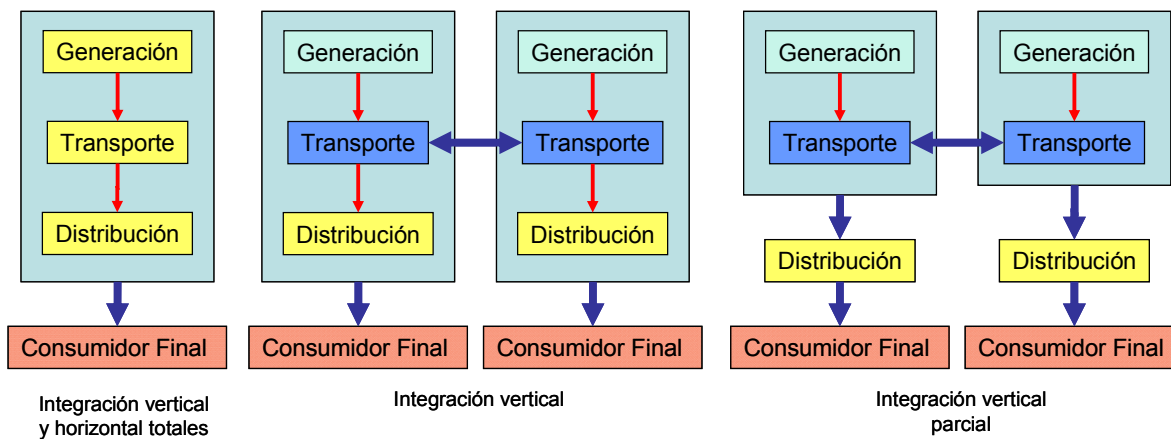 Generación
Generación
Generación
Generación
Generación
Transporte
Transporte
Transporte
Transporte
Transporte
Distribución
Distribución
Distribución
Distribución
Distribución
Consumidor Final
Consumidor Final
Consumidor Final
Consumidor Final
Consumidor Final
Integración vertical
y horizontal totales
Integración vertical
Integración vertical
parcial